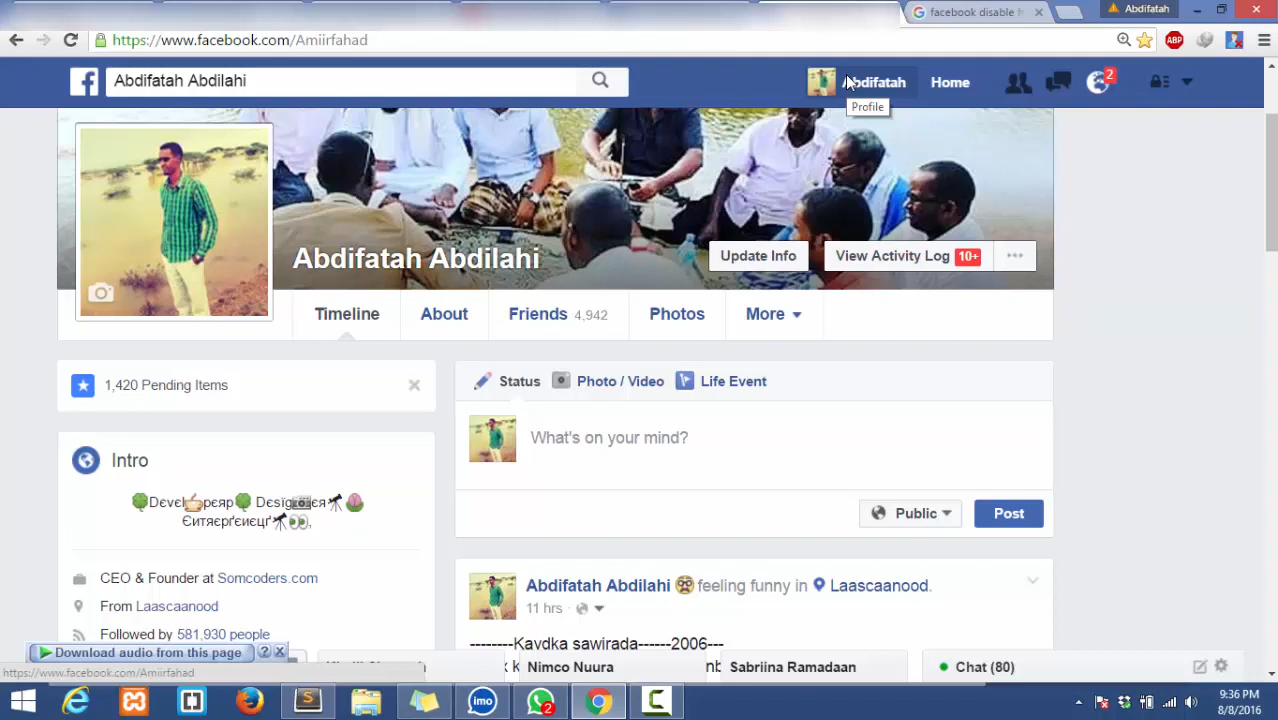 facebook disable
Abdifatah
https://www.facebook.com/Amiirfahad
ABP
Abdifatah Abdilahi
Abdifatah
Home
2
Profile
Abdifatah Abdilahi
Update Info
View Activity Log 10+
Timeline
About
Friends 4,942
Photos
More
1,420 Pending Items
Status
Photo / Video
Life Event
What's on your mind?
Public
Post
Intro
CEO & Founder at Somcoders.com
From Laascaanood
Followed by 581,930 people
Abdifatah Abdilahi feeling funny in Laascaanood.
11 hrs
--------Kaydka sawirada------2006---
Download audio from this page
Nimco Nuura
Sabriina Ramadaan
Chat (80)
https://www.facebook.com/Amiirfahad
imo
2
9:36 PM
8/8/2016